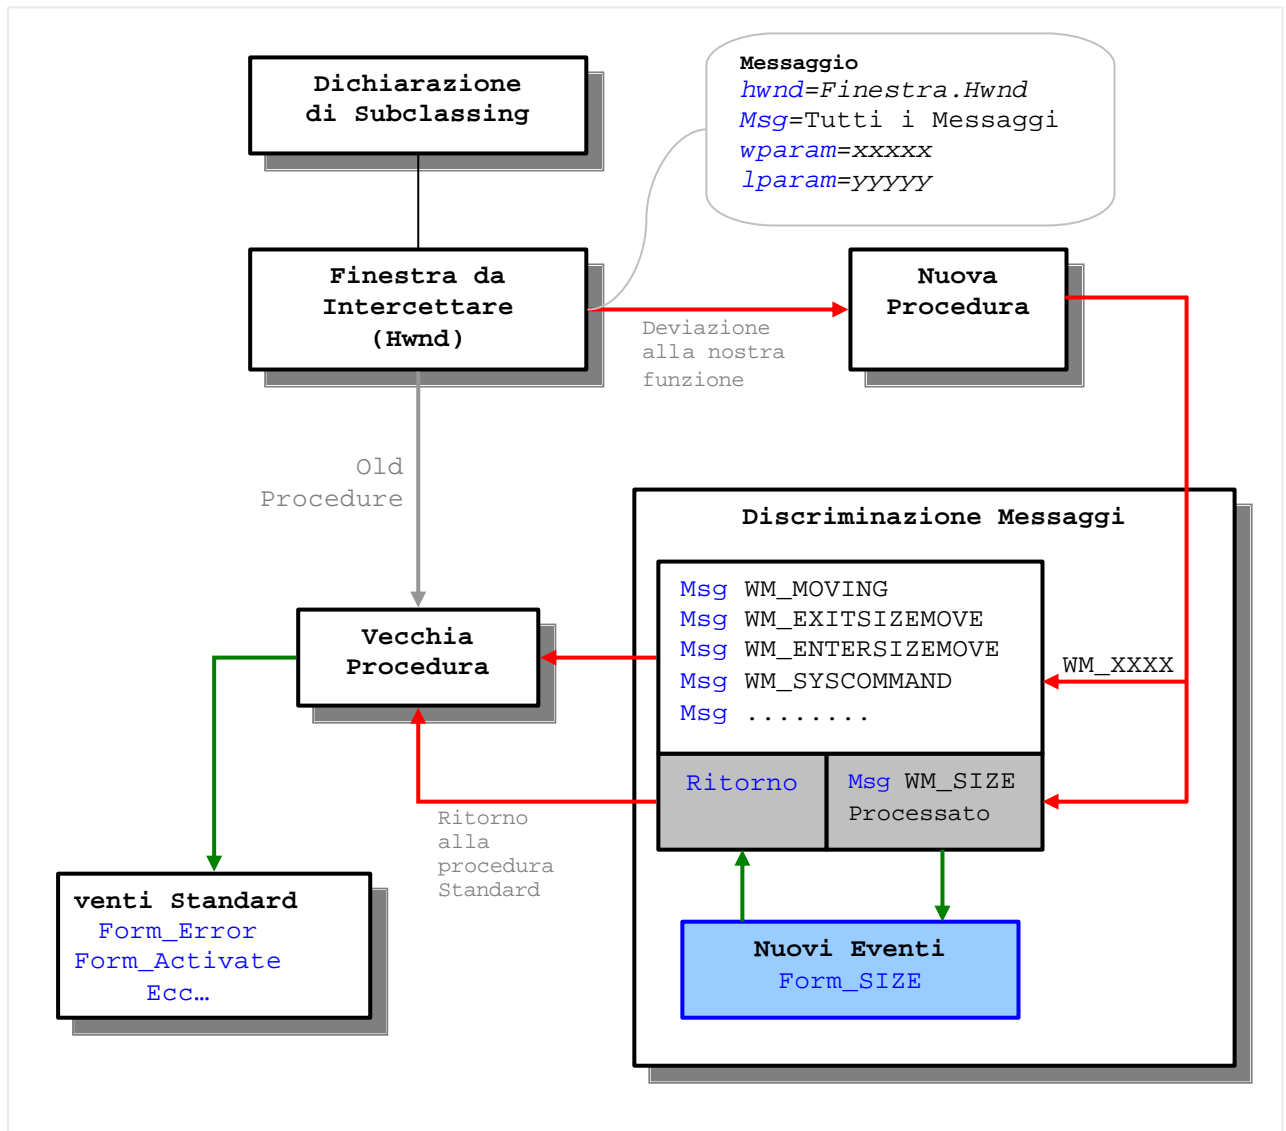 Dichiarazione
di Subclassing
Messaggio
hwnd=Finestra.Hwnd
Msg=Tutti i Messaggi
wparam=xxxxx
lparam=yyyyy
Finestra da
Intercettare
(Hwnd)
Nuova
Procedura
Deviazione
alla nostra
funzione
Old
Procedure
Discriminazione Messaggi
Msg WM_MOVING
Msg WM_EXITSIZEMOVE
Msg WM_ENTERSIZEMOVE
Msg WM_SYSCOMMAND
Msg ........
WM_XXXX
Vecchia
Procedura
Ritorno
Msg WM_SIZE
Processato
Ritorno
alla
procedura
Standard
venti Standard
Form_Error
Form_Activate
Ecc…
Nuovi Eventi
Form_SIZE